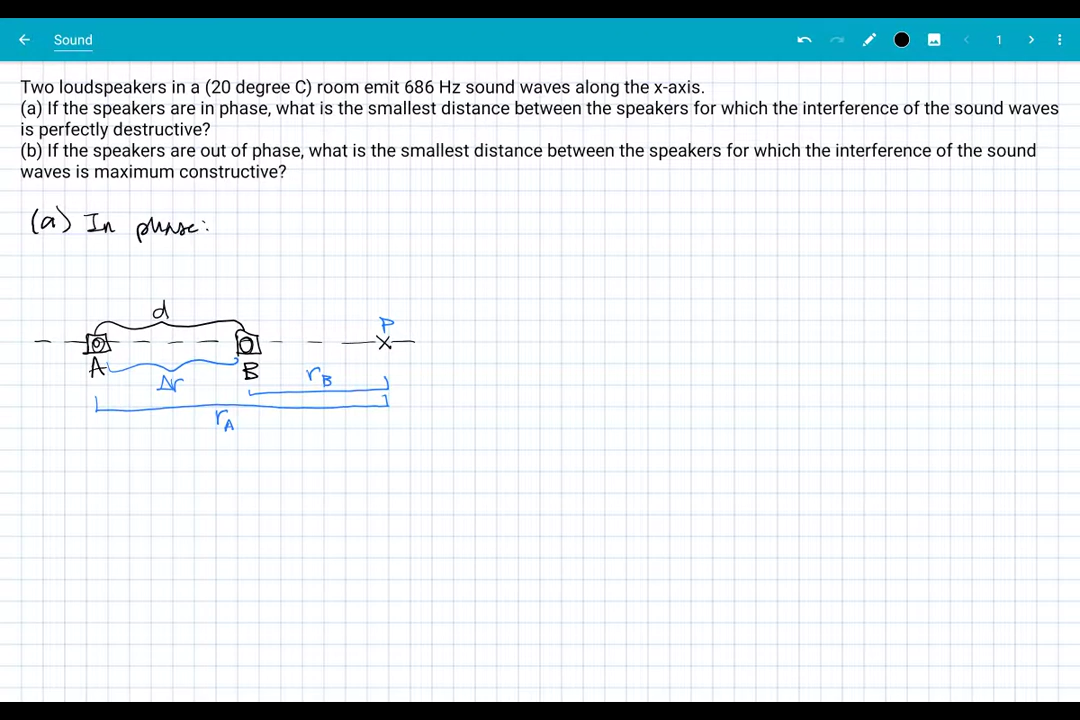 Sound
1
Two loudspeakers in a (20 degree C) room emit 686 Hz sound waves along the x-axis.
(a) If the speakers are in phase, what is the smallest distance between the speakers for which the interference of the sound waves
is perfectly destructive?
(b) If the speakers are out of phase, what is the smallest distance between the speakers for which the interference of the sound
waves is maximum constructive?
(a) In phase:
d
P
A
Δr
B
r_B
r_A